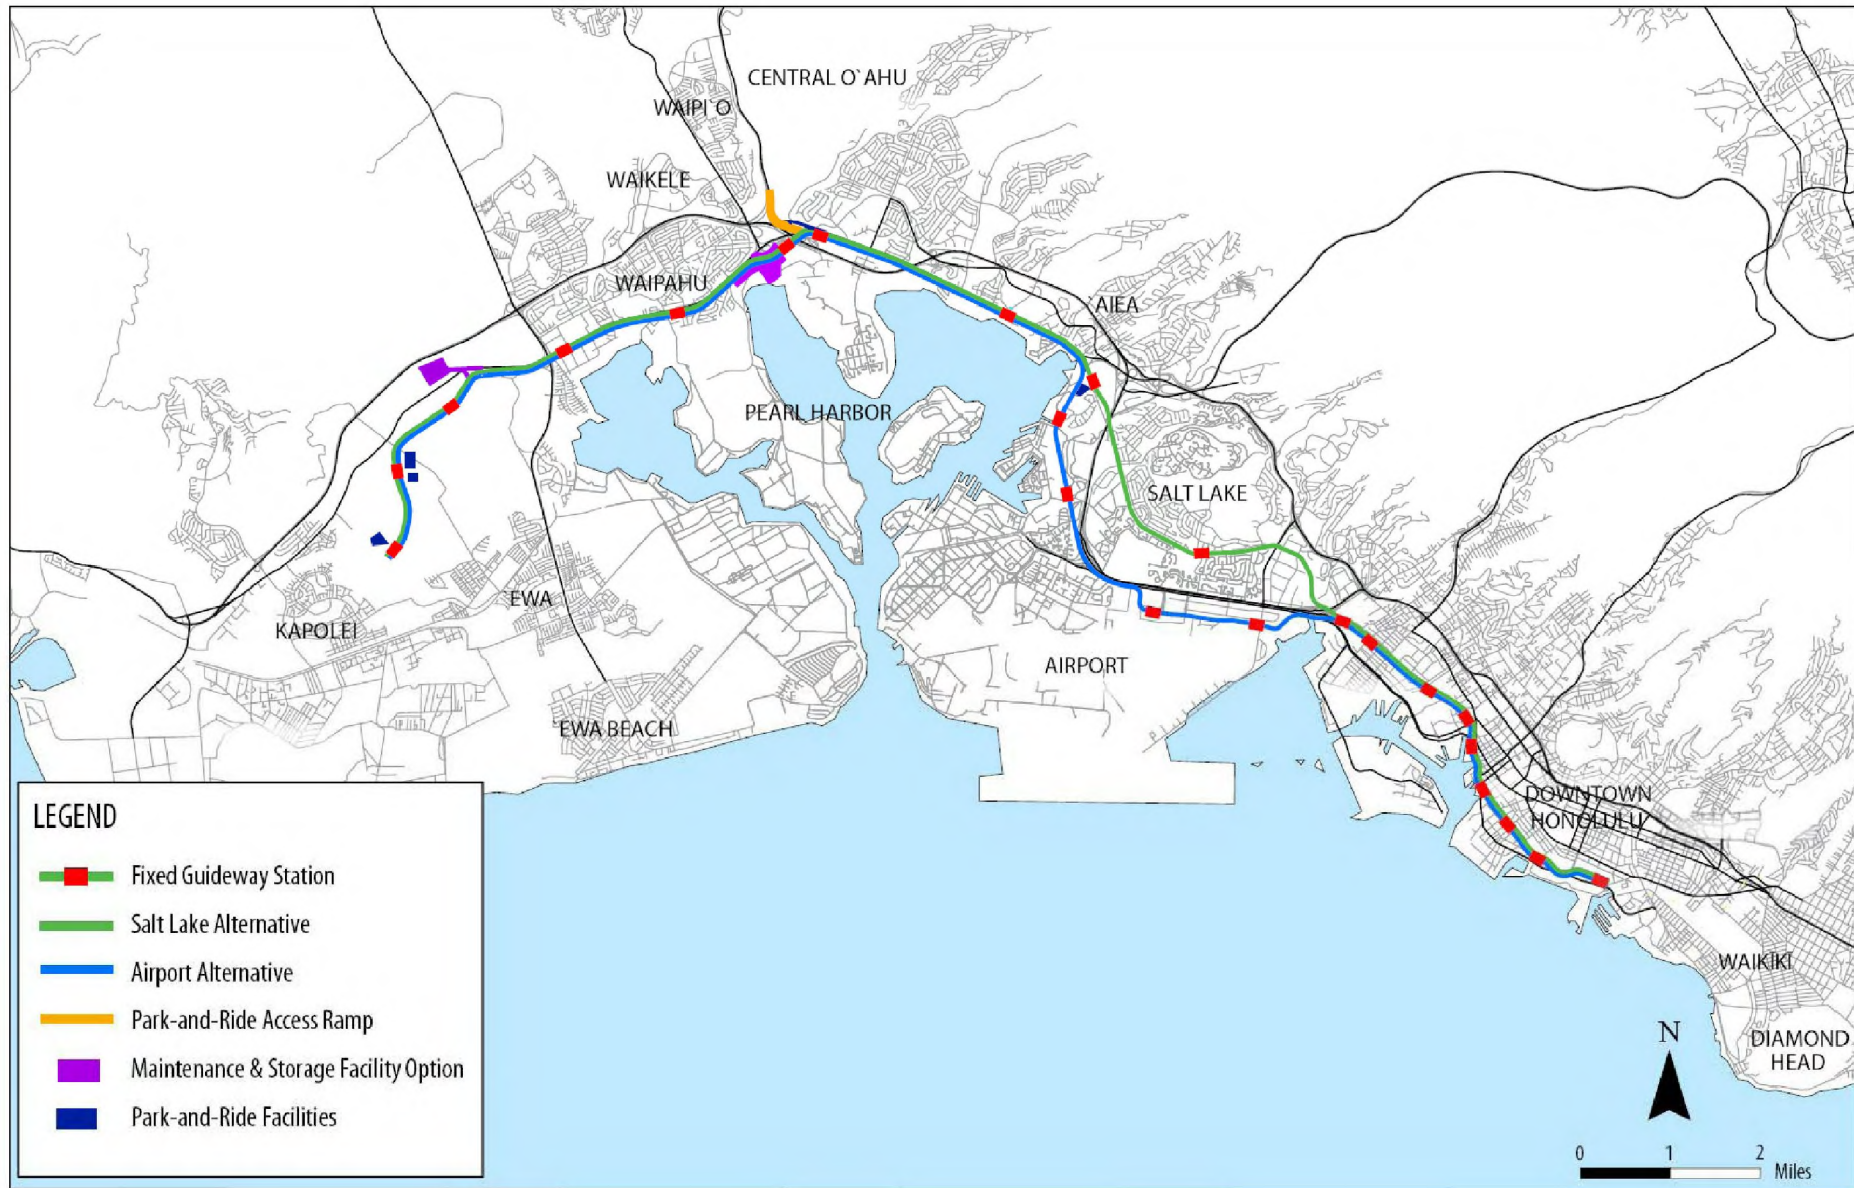 CENTRAL O`AHU
WAIPI`O
WAIKELE
WAIPAHU
`AIEA
PEARL HARBOR
SALT LAKE
EWA
KAPOLEI
AIRPORT
EWA BEACH
DOWNTOWN
HONOLULU
WAIKIKI
DIAMOND
HEAD
LEGEND
Fixed Guideway Station
Salt Lake Alternative
Airport Alternative
Park-and-Ride Access Ramp
Maintenance & Storage Facility Option
Park-and-Ride Facilities
N
0 1 2
Miles